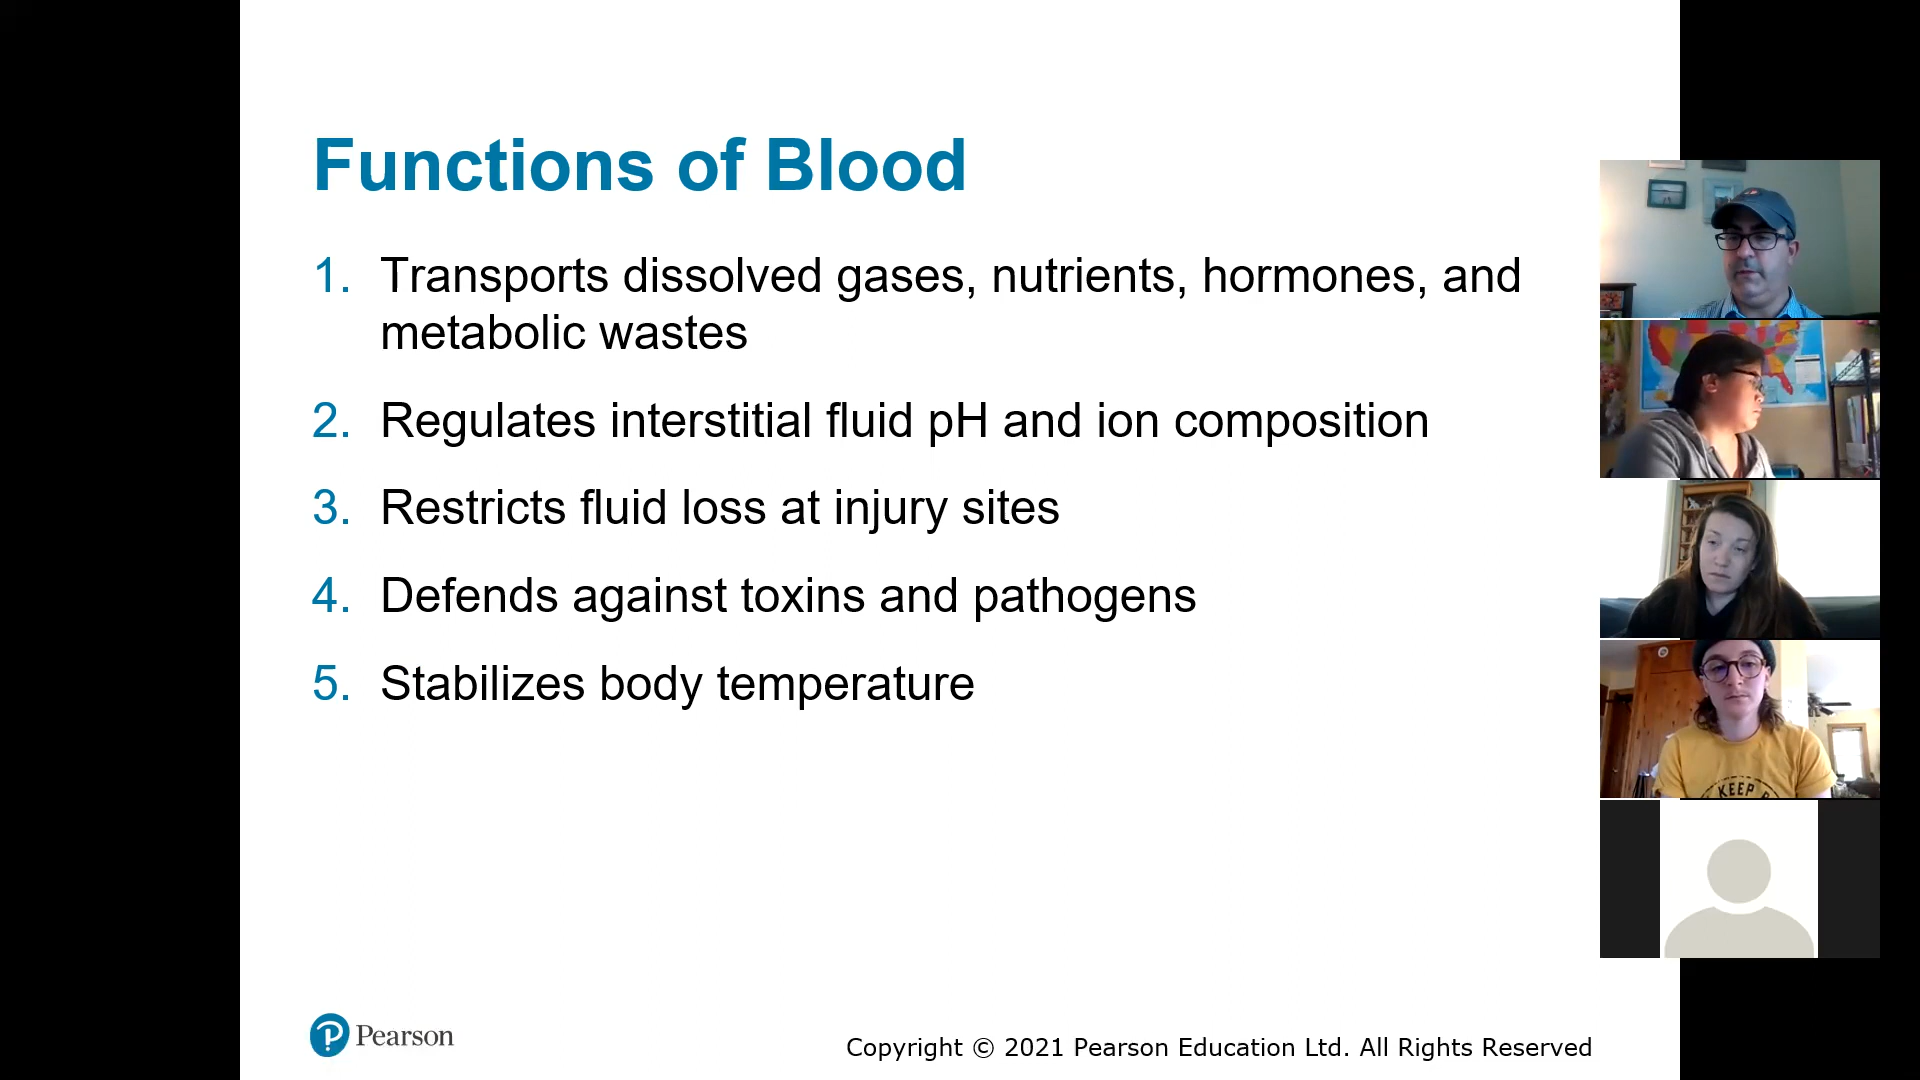 Functions of Blood
1. Transports dissolved gases, nutrients, hormones, and
metabolic wastes
2. Regulates interstitial fluid pH and ion composition
3. Restricts fluid loss at injury sites
4. Defends against toxins and pathogens
5. Stabilizes body temperature
KEEP
Pearson
Copyright © 2021 Pearson Education Ltd. All Rights Reserved